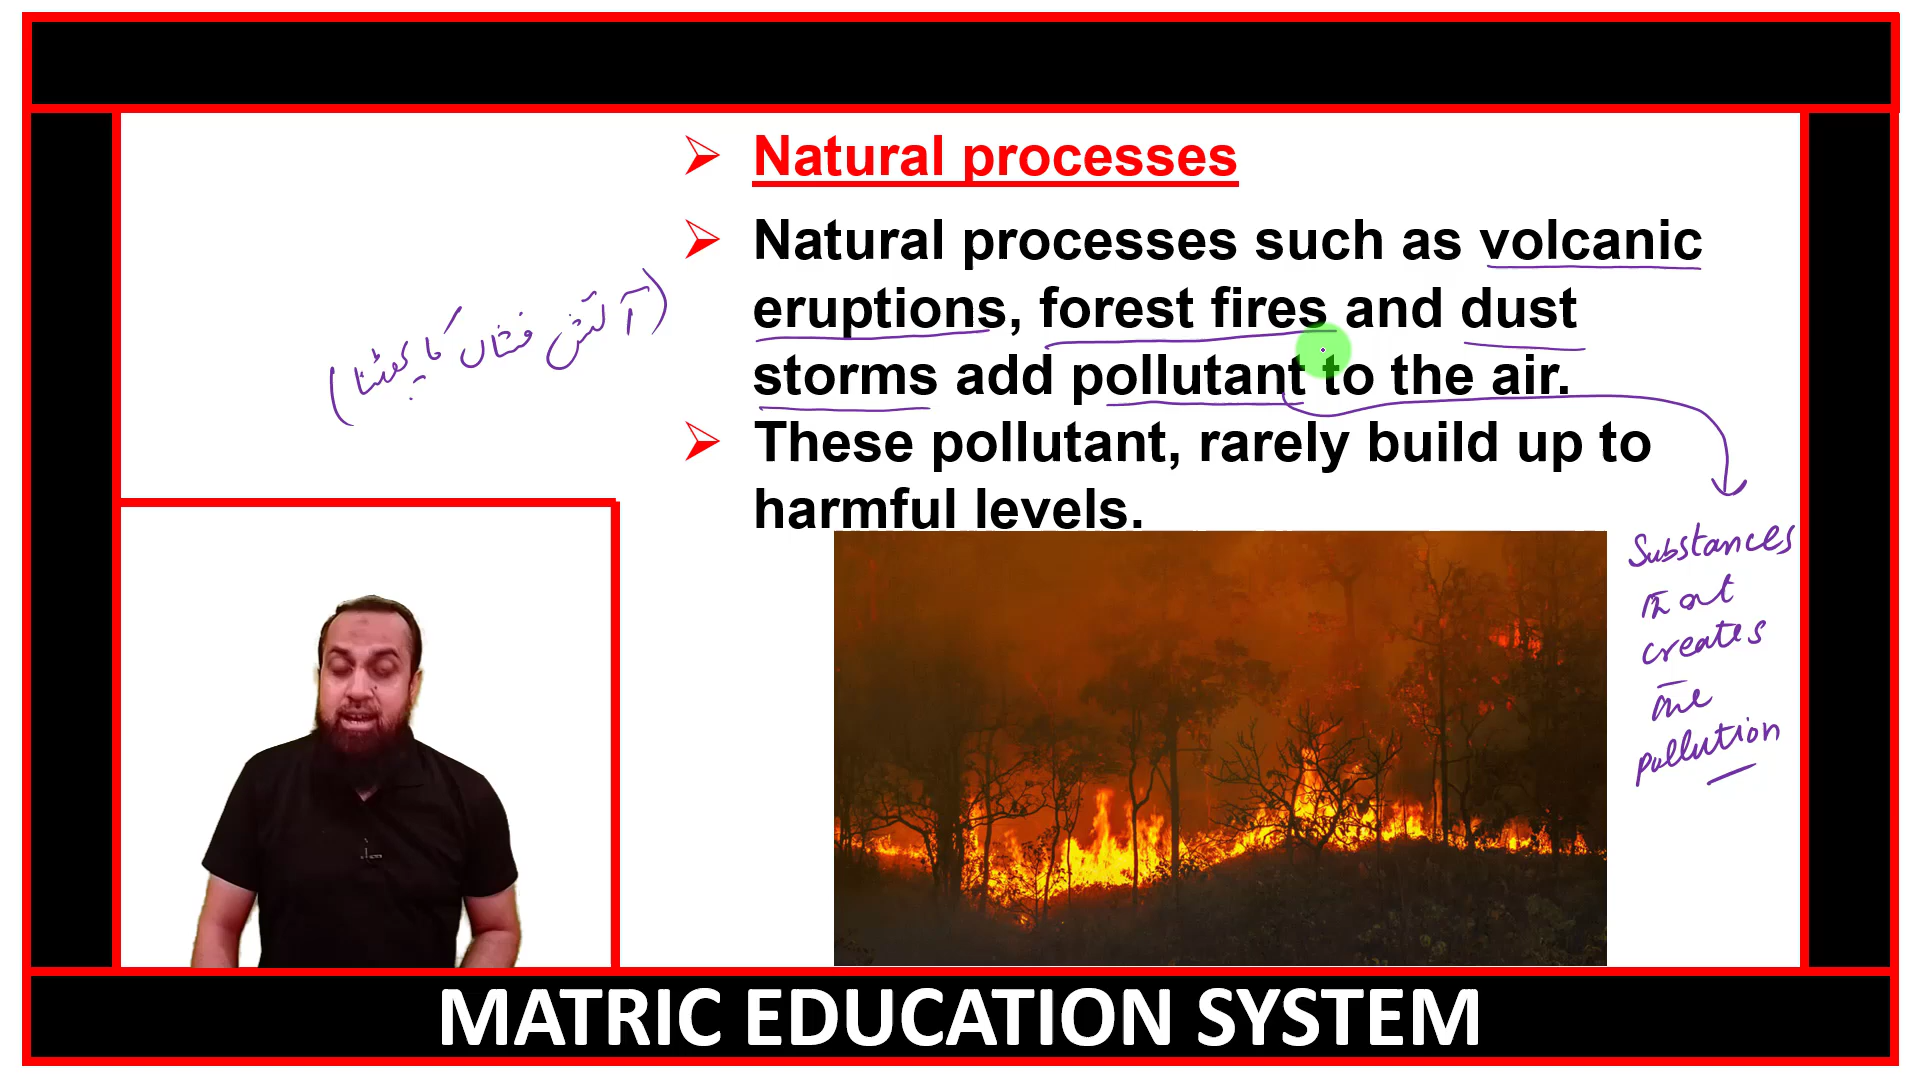 Natural processes
Natural processes such as volcanic
eruptions, forest fires and dust
storms add pollutant to the air.
These pollutant, rarely build up to
harmful levels.
(آتش فشاں کا پھٹنا)
Substances
that
creates
the
pollution
MATRIC EDUCATION SYSTEM